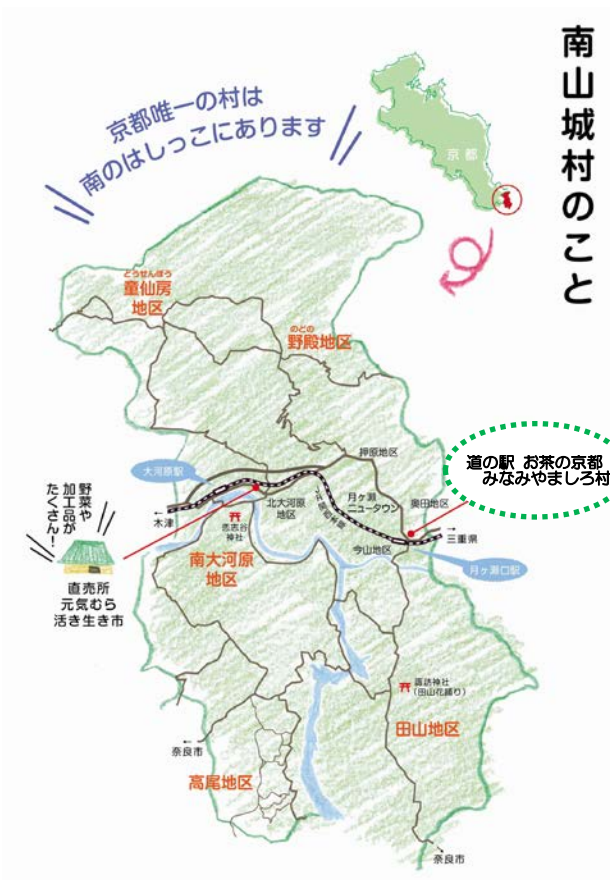 南山城村のこと
京都唯一の村は
南のはしっこにあります
京都
とうせんぼう
童仙房
地区
のどの
野殿地区
押原地区
道の駅 お茶の京都
みなみやましろ村
大河原駅
野菜や
加工品が
たくさん！
北大河原
地区
月ヶ瀬
ニュータウン
奥田地区
←
木津
恋志谷
神社
→
三重県
今山地区
月ヶ瀬口駅
南大河原
地区
直売所
元気むら
活き生き市
諏訪神社
（田山花踊り）
田山地区
←
奈良市
高尾地区
→
奈良市